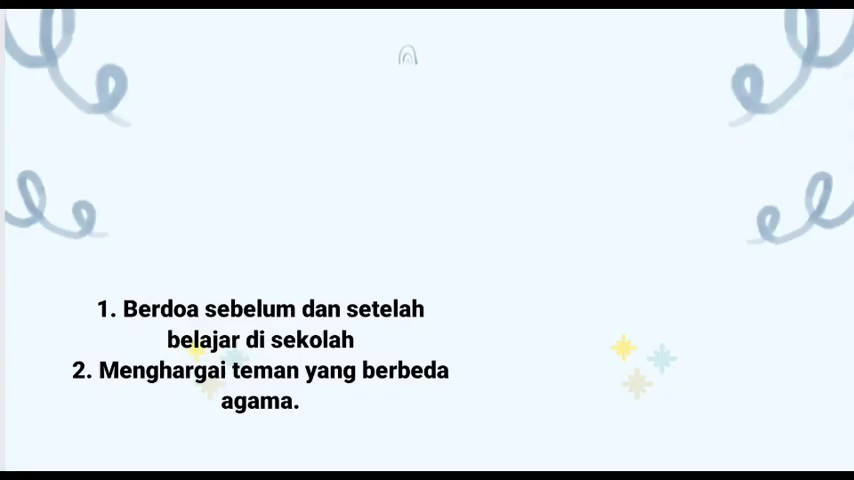 1. Berdoa sebelum dan setelah
belajar di sekolah
2. Menghargai teman yang berbeda
agama.